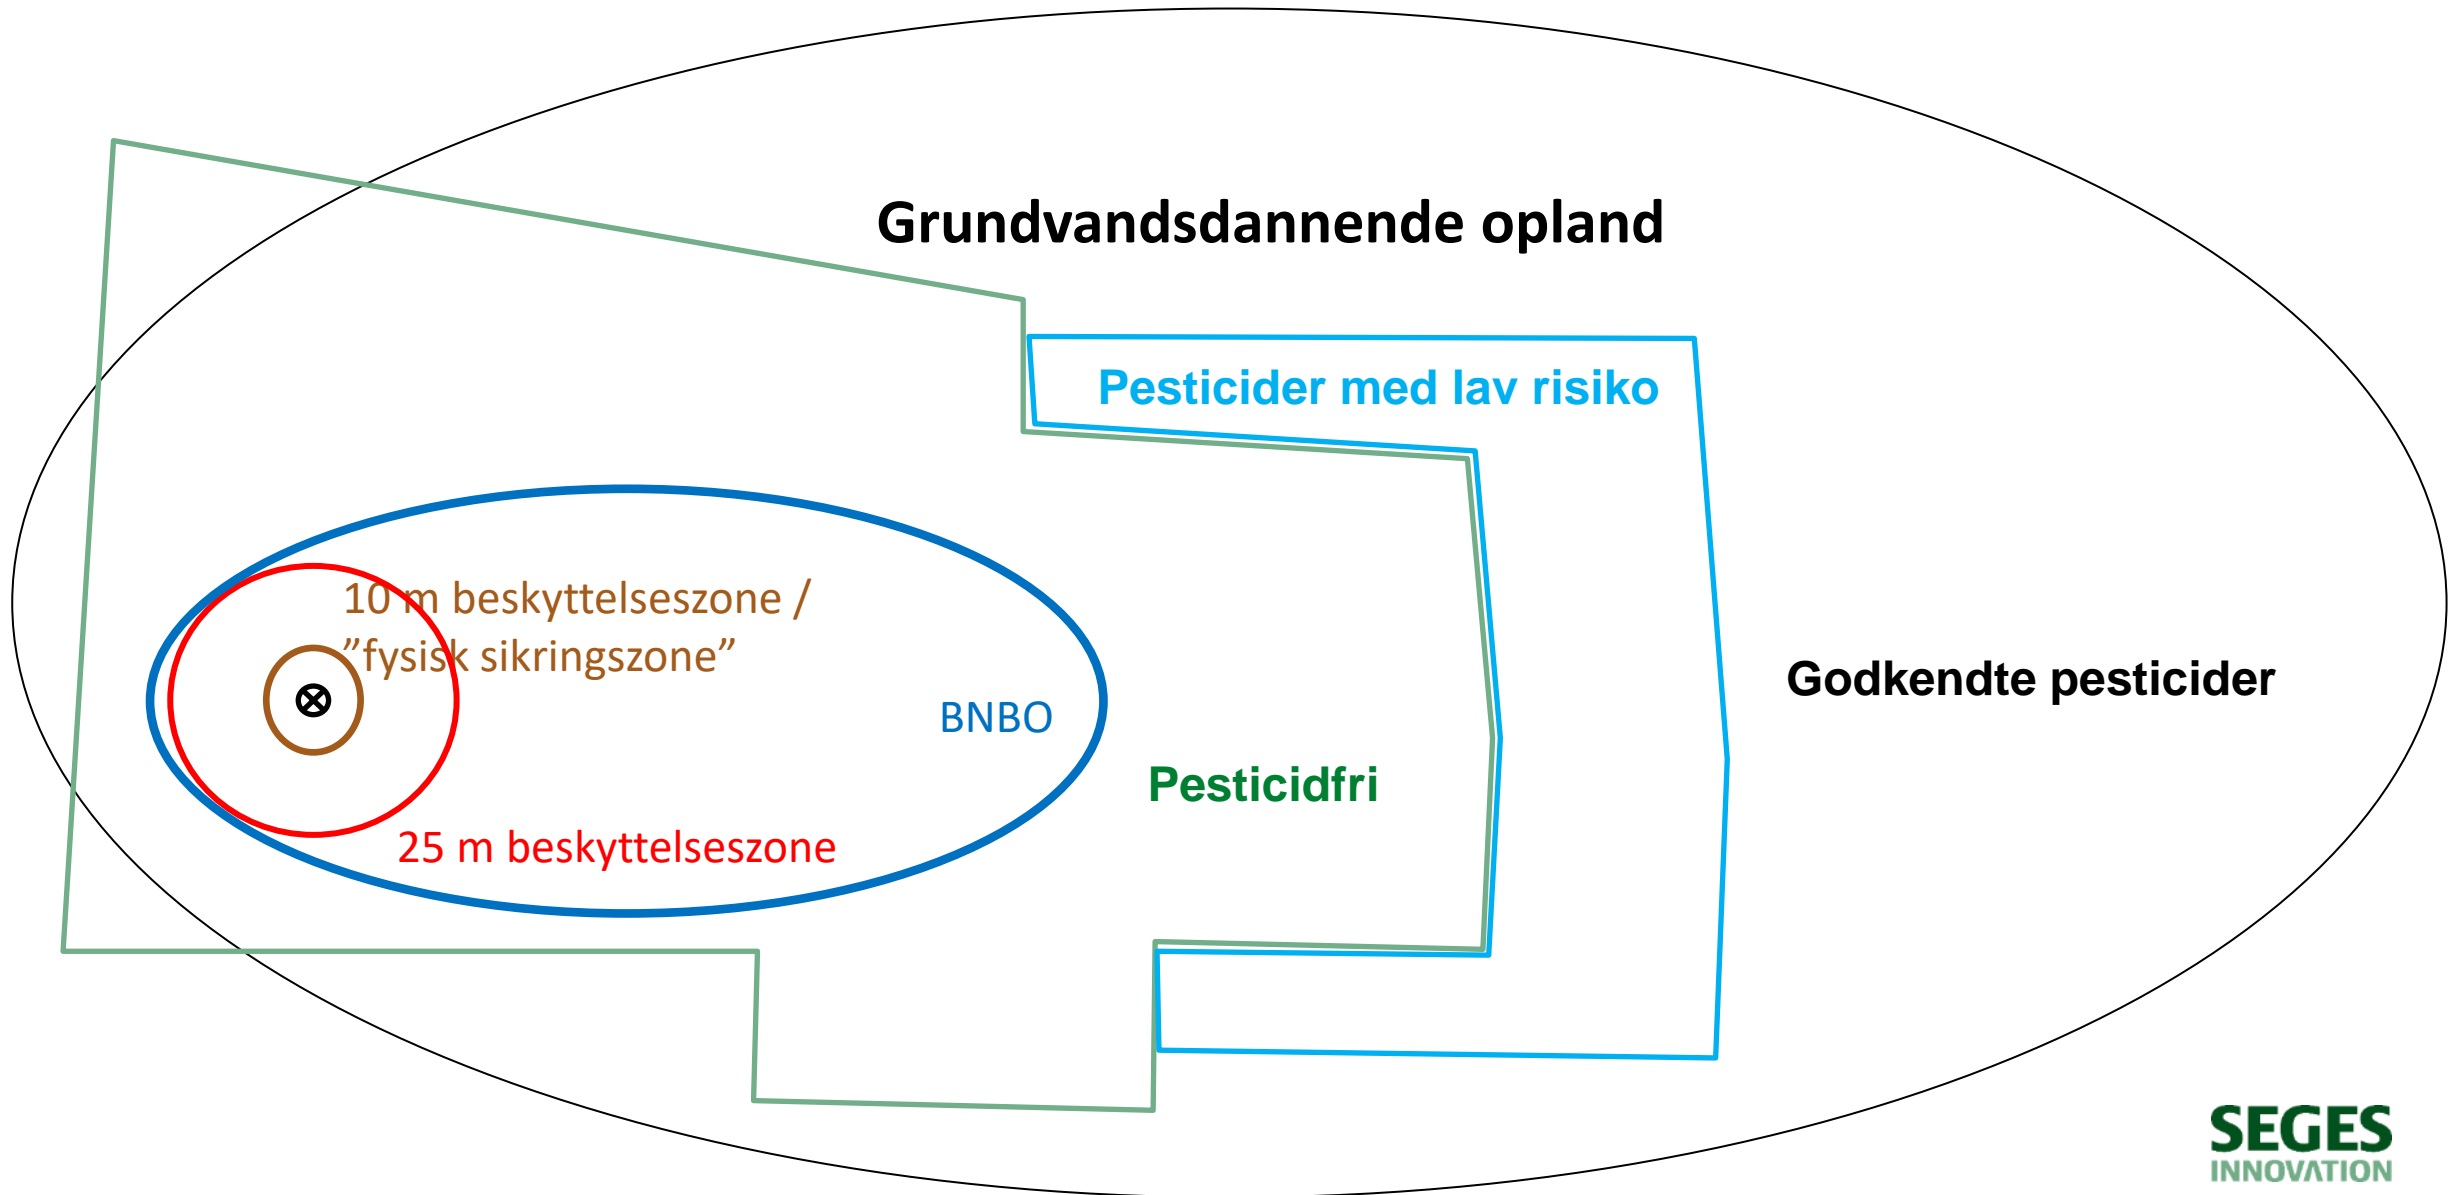 Grundvandsdannende opland
Pesticider med lav risiko
10 m beskyttelseszone /
”fysisk sikringszone”
Godkendte pesticider
BNBO
Pesticidfri
25 m beskyttelseszone
SEGES
INNOVATION